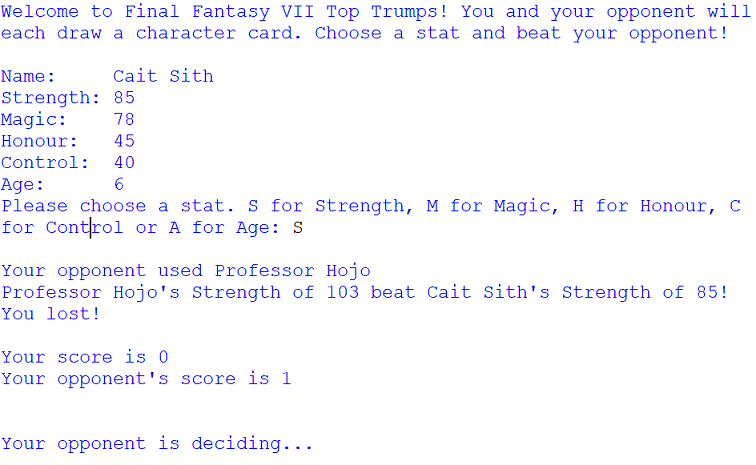 Welcome to Final Fantasy VII Top Trumps! You and your opponent will
each draw a character card. Choose a stat and beat your opponent!
Name: Cait Sith
Strength: 85
Magic: 78
Honour: 45
Control: 40
Age: 6
Please choose a stat. S for Strength, M for Magic, H for Honour, C
for Control or A for Age: S
Your opponent used Professor Hojo
Professor Hojo's Strength of 103 beat Cait Sith's Strength of 85!
You lost!
Your score is 0
Your opponent's score is 1
Your opponent is deciding...